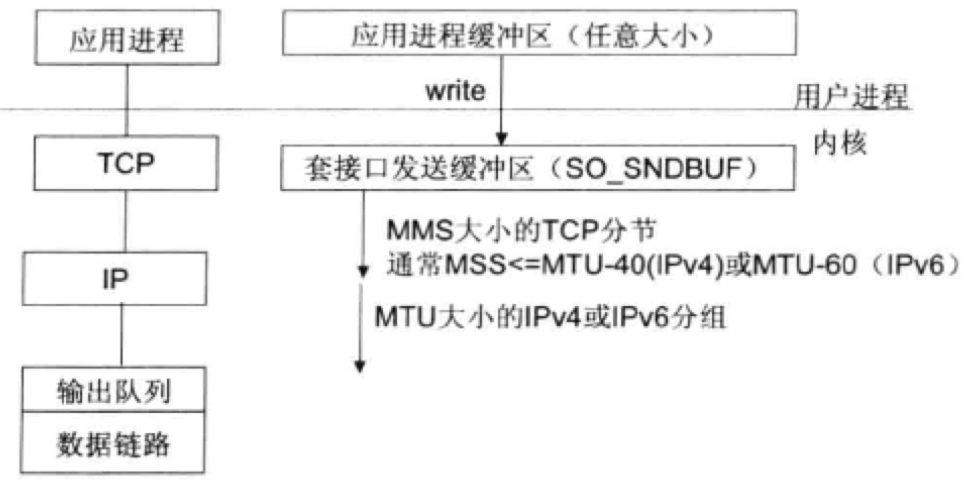 应用进程
应用进程缓冲区（任意大小）
write
用户进程
内核
TCP
套接口发送缓冲区（SO_SNDBUF）
MMS大小的TCP分节
通常MSS<=MTU-40(IPv4)或MTU-60（IPv6）
IP
MTU大小的IPv4或IPv6分组
输出队列
数据链路